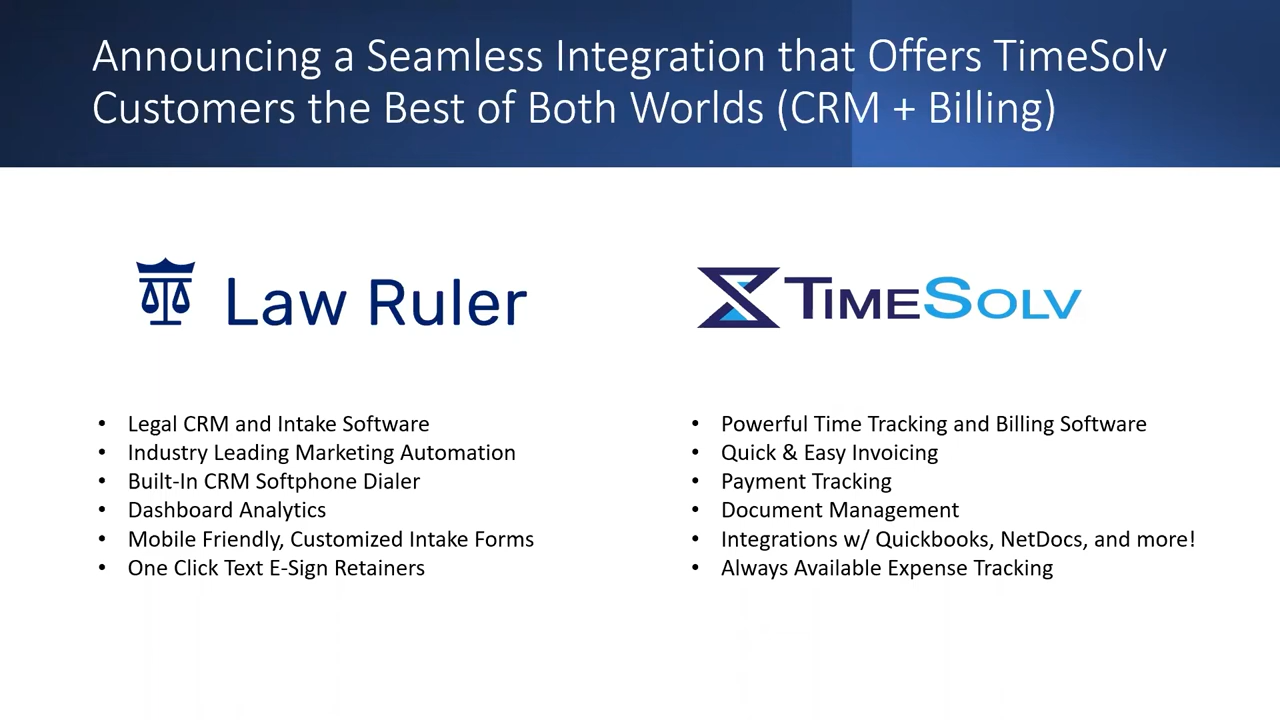 Announcing a Seamless Integration that Offers TimeSolv
Customers the Best of Both Worlds (CRM + Billing)
Law Ruler
• Legal CRM and Intake Software
• Industry Leading Marketing Automation
• Built-In CRM Softphone Dialer
• Dashboard Analytics
• Mobile Friendly, Customized Intake Forms
• One Click Text E-Sign Retainers
TIMESOLV
• Powerful Time Tracking and Billing Software
• Quick & Easy Invoicing
• Payment Tracking
• Document Management
• Integrations w/ Quickbooks, NetDocs, and more!
• Always Available Expense Tracking